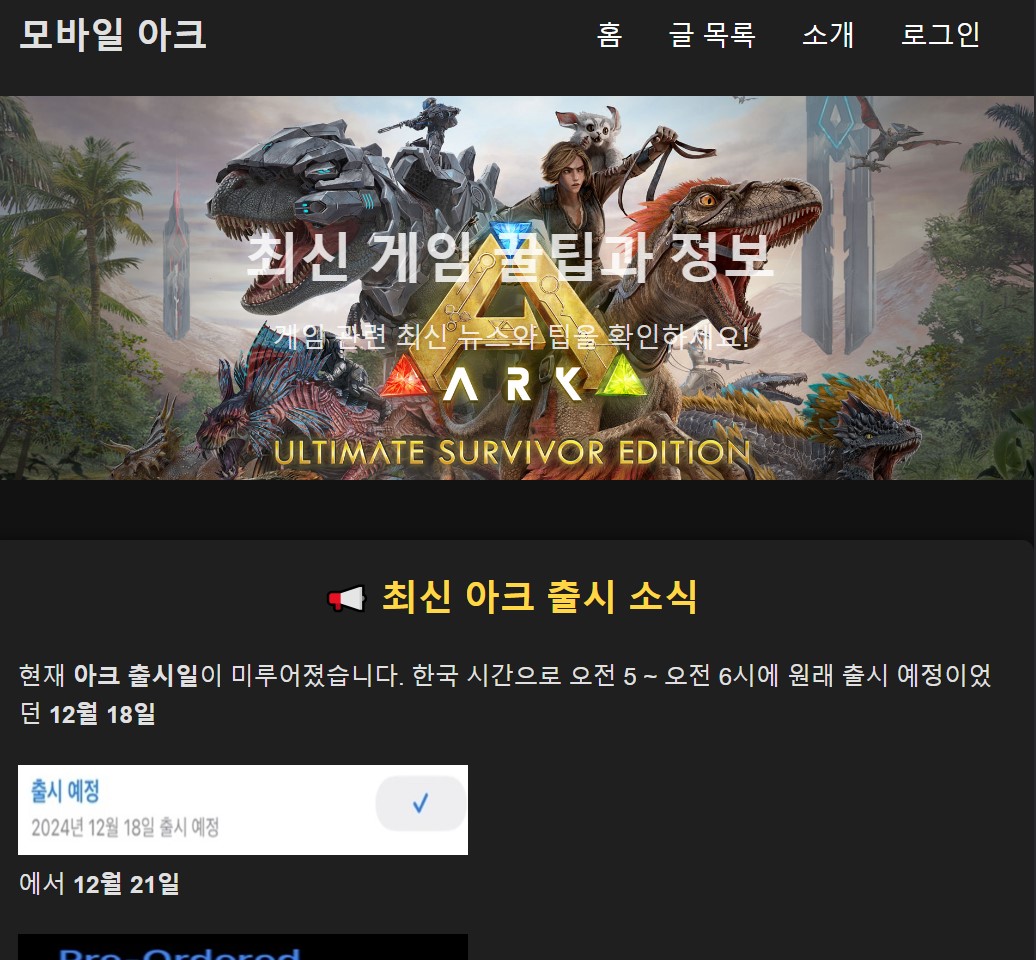 모바일 아크
홈 글 목록 소개 로그인
최신 게임 꿀팁과 정보
게임 관련 최신 뉴스와 팁을 확인하세요!
ARK
ULTIMATE SURVIVOR EDITION
최신 아크 출시 소식
현재 아크 출시일이 미루어졌습니다. 한국 시간으로 오전 5 ~ 오전 6시에 원래 출시 예정이었
던 12월 18일
출시 예정
2024년 12월 18일 출시 예정
에서 12월 21일
Pre-Ordered